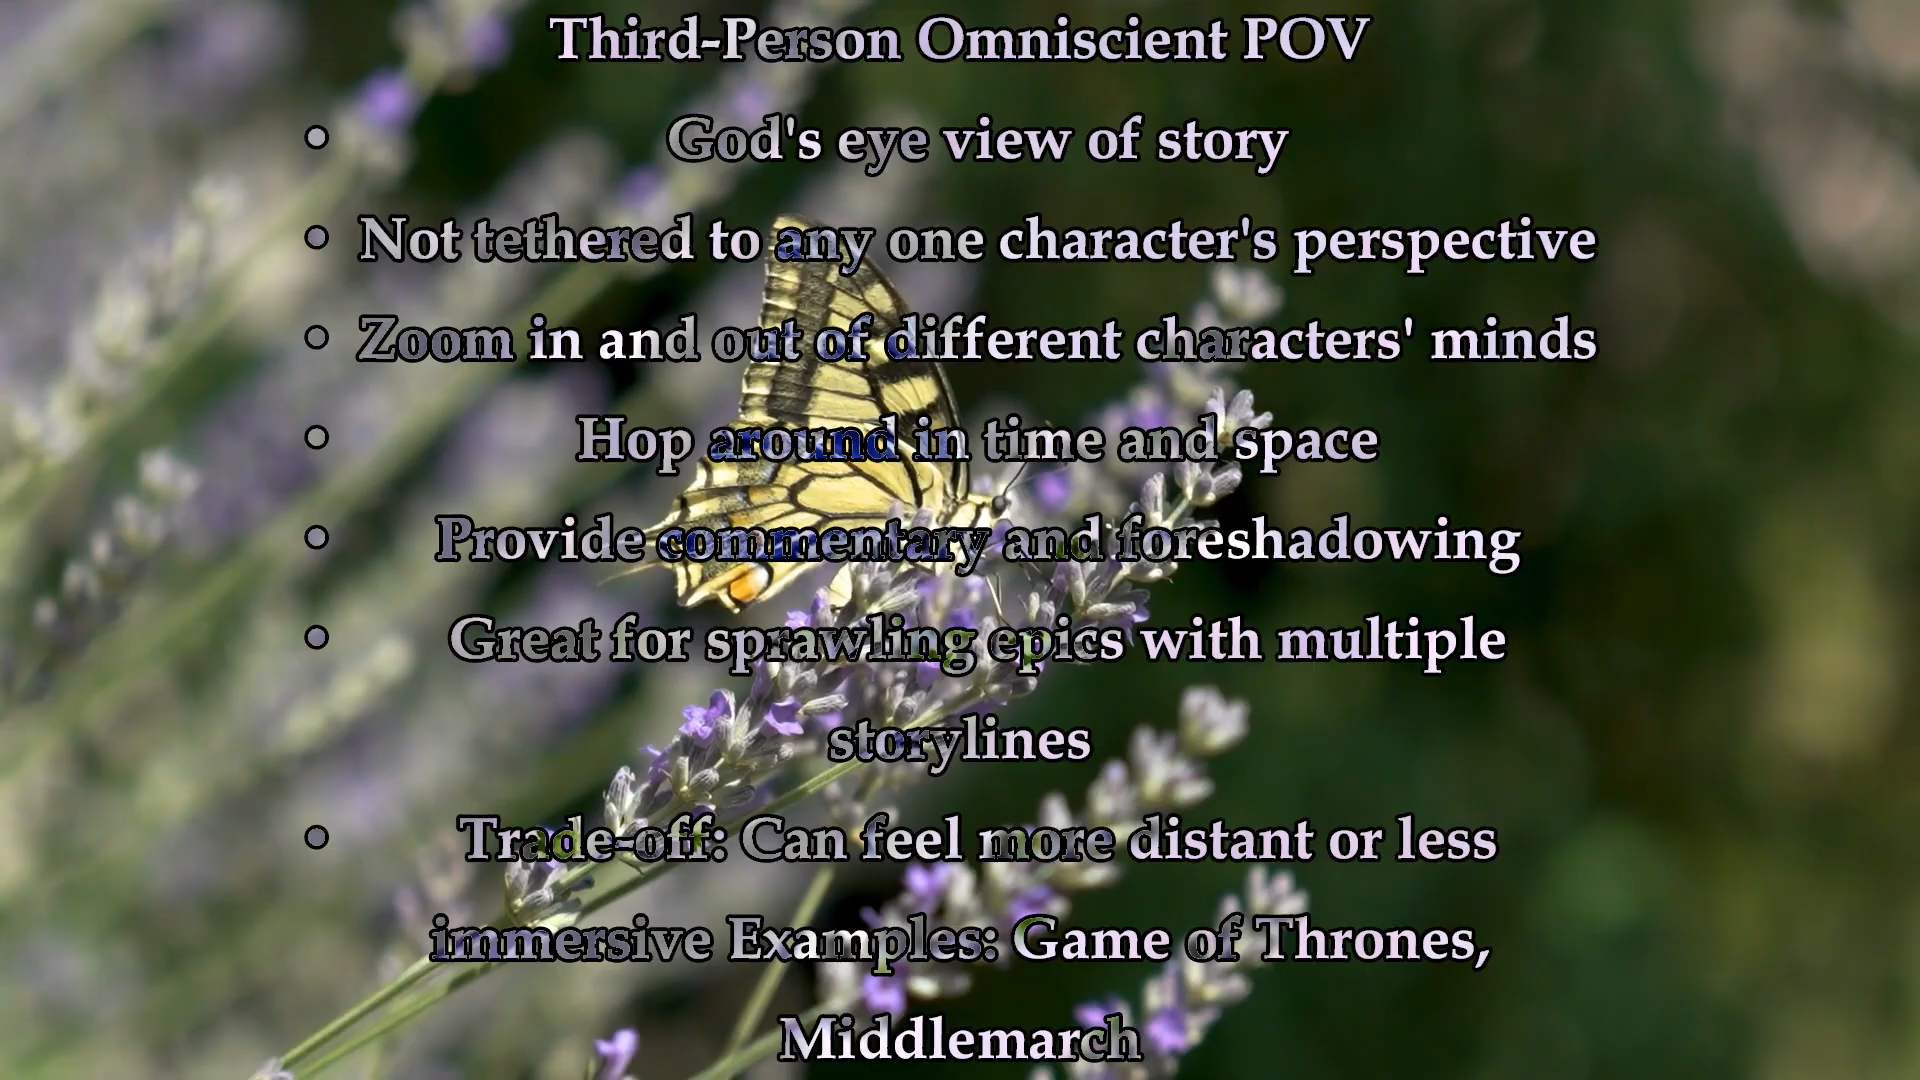 Third-Person Omniscient POV
• God's eye view of story
• Not tethered to any one character's perspective
• Zoom in and out of different characters' minds
• Hop around in time and space
• Provide commentary and foreshadowing
• Great for sprawling epics with multiple
storylines
• Trade-off: Can feel more distant or less
immersive Examples: Game of Thrones,
Middlemarch